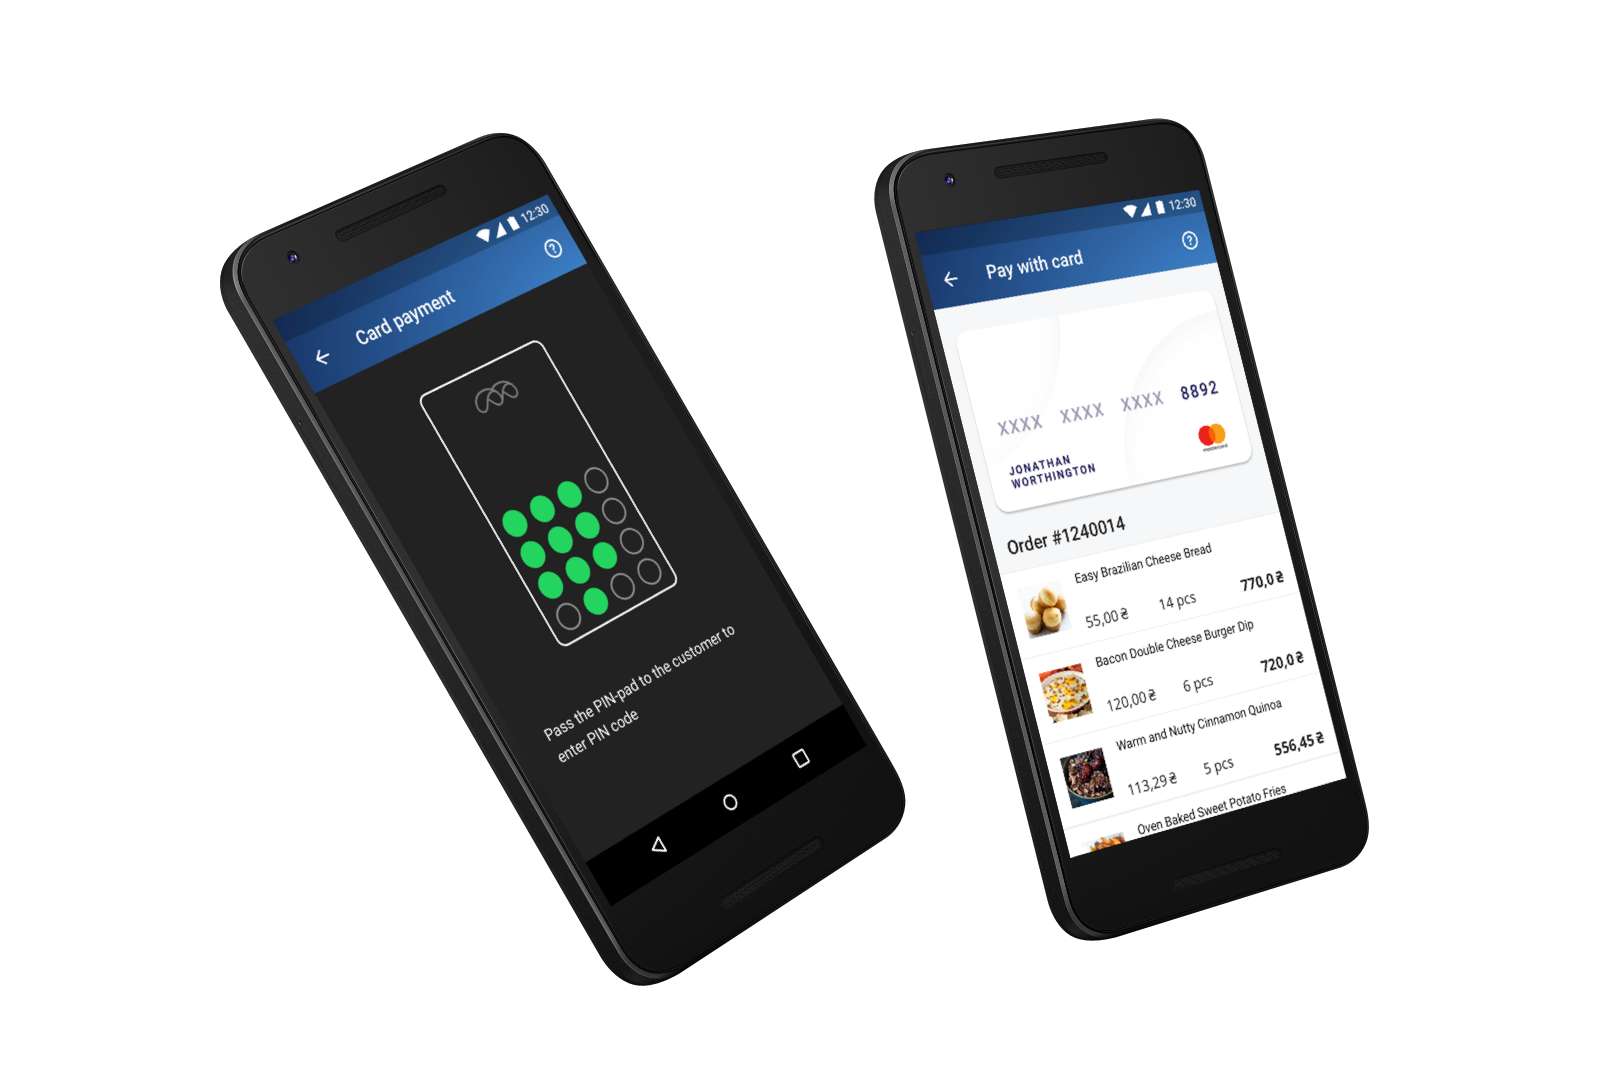 12:30
Card payment
Pass the PIN-pad to the customer to
enter PIN code
12:30
Pay with card
XXXX XXXX XXXX 8892
JONATHAN
WORTHINGTON
mastercard
Order #1240014
Easy Brazilian Cheese Bread
55,00 ₴ 14 pcs 770,0 ₴
Bacon Double Cheese Burger Dip
120,00 ₴ 6 pcs 720,0 ₴
Warm and Nutty Cinnamon Quinoa
113,29 ₴ 5 pcs 556,45 ₴
Oven Baked Sweet Potato Fries